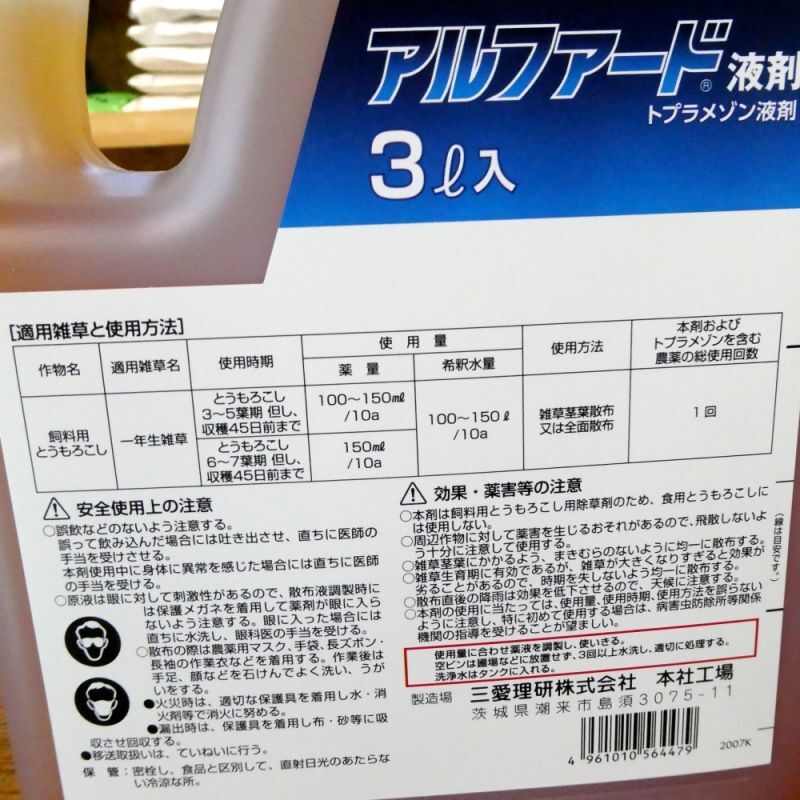 アルファード® 液剤
トプラメゾン液剤
3ℓ入
[適用雑草と使用方法]
作物名 適用雑草名 使用時期 使用量 使用方法 本剤および
トプラメゾンを含む
農薬の総使用回数
薬量 希釈水量
飼料用
とうもろこし
一年生雑草
とうもろこし
3〜5葉期 但し、
収穫45日前まで
100〜150㎖
/10a
とうもろこし
6〜7葉期 但し、
収穫45日前まで
150㎖
/10a
100〜150ℓ
/10a
雑草茎葉散布
又は全面散布
1回
⚠ 安全使用上の注意
○誤飲などのないよう注意する。
誤って飲み込んだ場合には吐き出させ、直ちに医師の
手当を受けさせる。
本剤使用中に身体に異常を感じた場合には直ちに医師
の手当を受ける。
○原液は眼に対して刺激性があるので、散布液調製時に
は保護メガネを着用して薬剤が眼に入ら
ないよう注意する。眼に入った場合には
直ちに水洗し、眼科医の手当を受ける。
○散布の際は農薬用マスク、手袋、長ズボン・
長袖の作業衣などを着用する。作業後は
手足、顔などを石けんでよく洗い、うが
いをする。
●火災時は、適切な保護具を着用し水・消
火剤等で消火に努める。
●漏出時は、保護具を着用し布・砂等に吸
収させ回収する。
●移送取扱いは、ていねいに行う。
保 管：密栓し、食品と区別して、直射日光のあたらな
い冷涼な所。
⚠ 効果・薬害等の注意
○本剤は飼料用とうもろこし用除草剤のため、食用とうもろこしに
は使用しない。
○周辺作物に対して薬害を生じるおそれがあるので、飛散しないよ
う十分に注意して使用する。
○雑草茎葉にかかるよう、まきむらのないように均一に散布する。
○雑草生育期に有効であるが、雑草が大きくなりすぎると効果が
劣ることがあるので、時期を失しないよう均一に散布する。
○散布直後の降雨は効果を低下させるので、天候に注意する。
○本剤の使用に当たっては、使用量、使用時期、使用方法を誤らない
ように注意し、特に初めて使用する場合は、病害虫防除所等関係
機関の指導を受けることが望ましい。
(線は目安です。)
使用量に合わせ薬液を調製し、使いきる。
空ビンは圃場などに放置せず、3回以上水洗し、適切に処理する。
洗浄水はタンクに入れる。
製造場 三愛理研株式会社 本社工場
茨城県潮来市島須3075-11
4 961010 564479
2007K